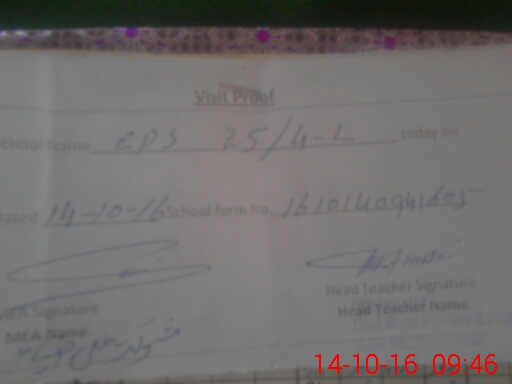 Visit Proof
School Name EPS 25/4-L today on
Dated 14-10-16 School form No. 1610140941605
Head Teacher Signature
MEA Signature
Head Teacher Name
MEA Name
14-10-16 09:46